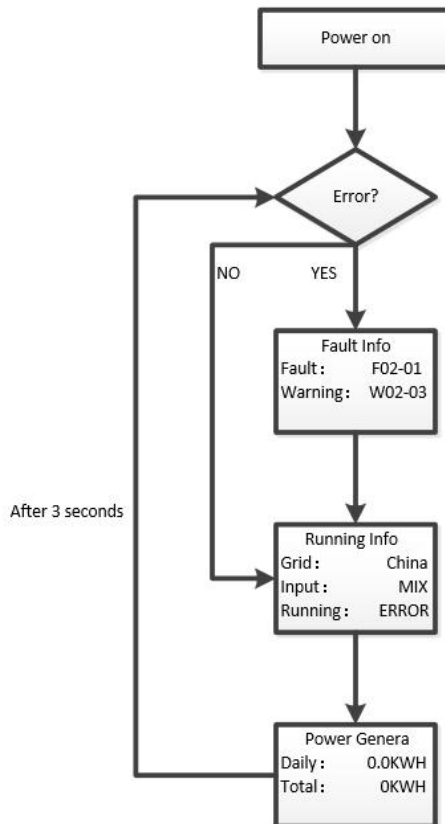 Power on
Error?
NO YES
Fault Info
Fault： F02-01
Warning： W02-03
After 3 seconds
Running Info
Grid： China
Input： MIX
Running： ERROR
Power Genera
Daily： 0.0KWH
Total： 0KWH